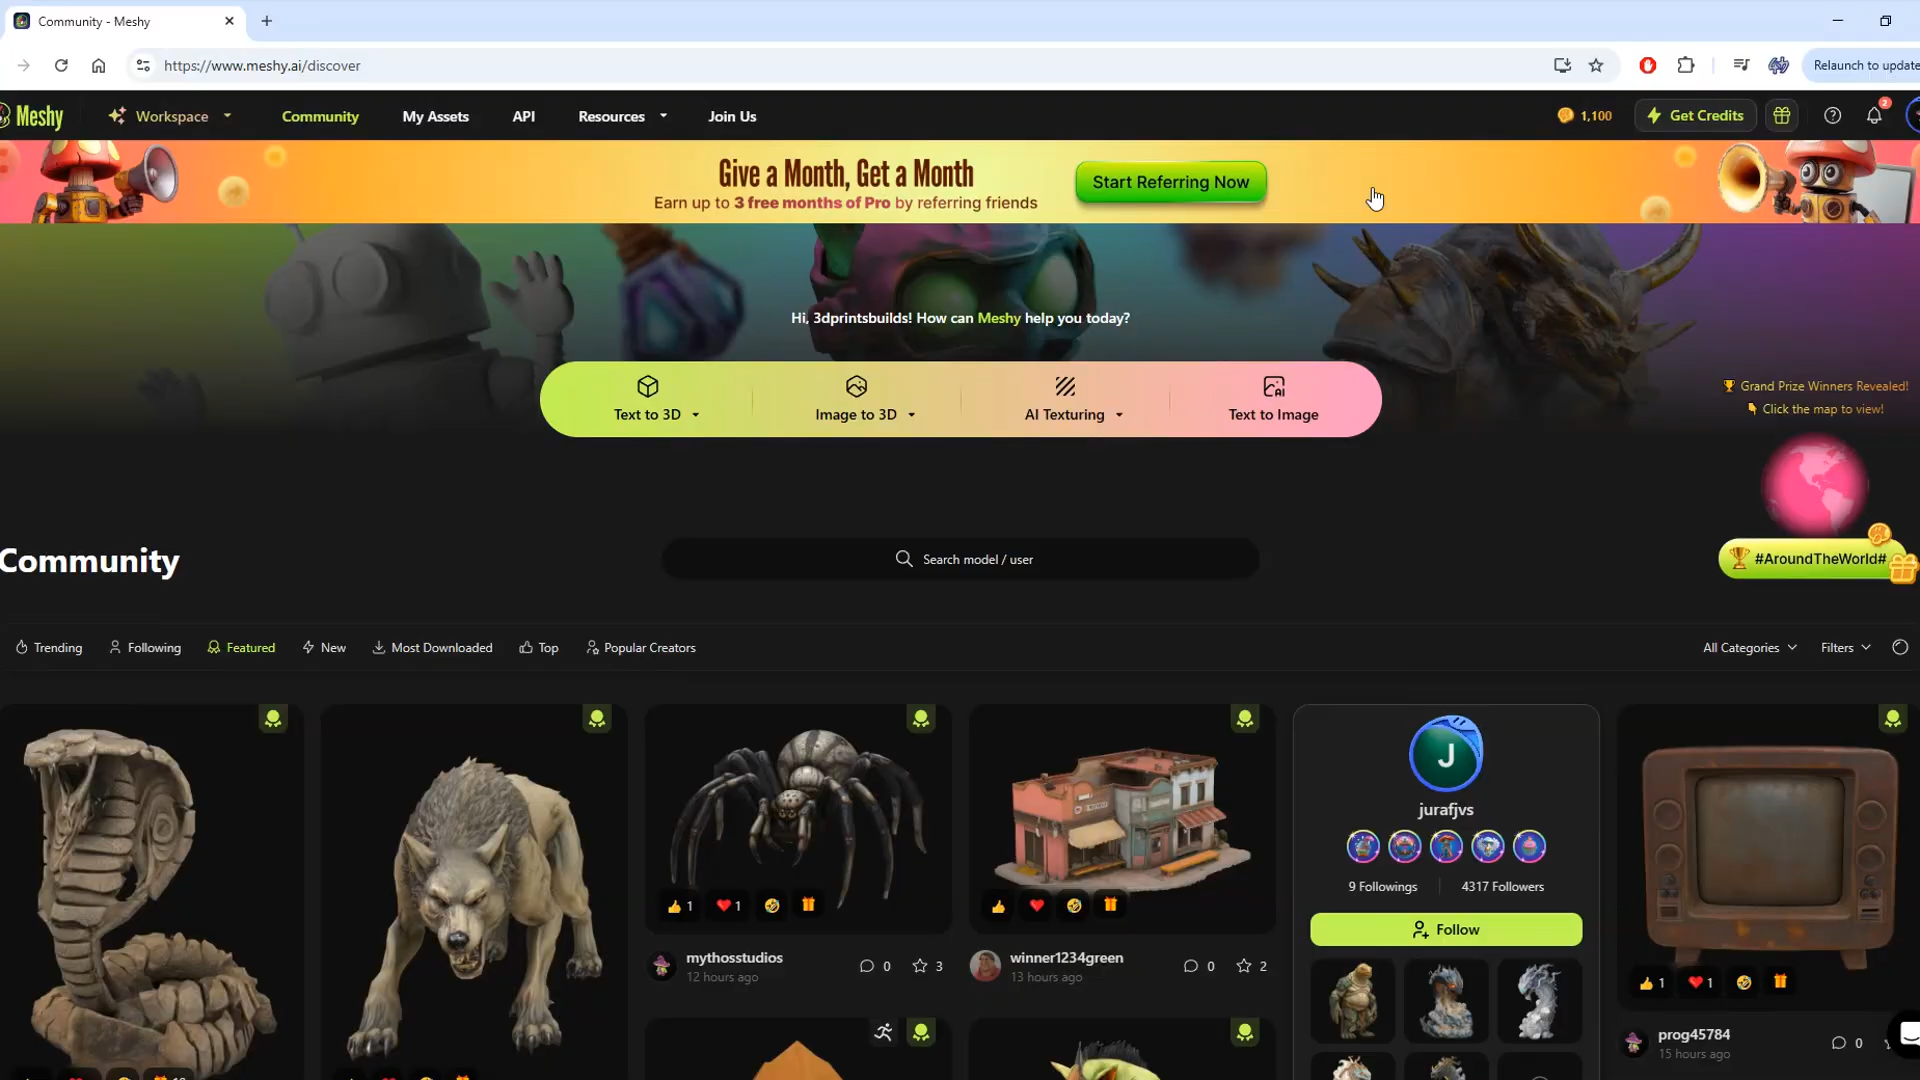 Community - Meshy
https://www.meshy.ai/discover
Relaunch to update
Meshy
Workspace
Community
My Assets
API
Resources
Join Us
1,100
Get Credits
2
Give a Month, Get a Month
Earn up to 3 free months of Pro by referring friends
Start Referring Now
Hi, 3dprintsbuilds! How can Meshy help you today?
Text to 3D
Image to 3D
AI Texturing
Text to Image
AI
Grand Prize Winners Revealed!
Click the map to view!
#AroundTheWorld#
Community
Search model / user
Trending
Following
Featured
New
Most Downloaded
Top
Popular Creators
All Categories
Filters
1
1
mythosstudios
12 hours ago
0
3
winner1234green
13 hours ago
0
2
J
jurafjvs
9 Followings
4317 Followers
Follow
1
1
prog45784
15 hours ago
0